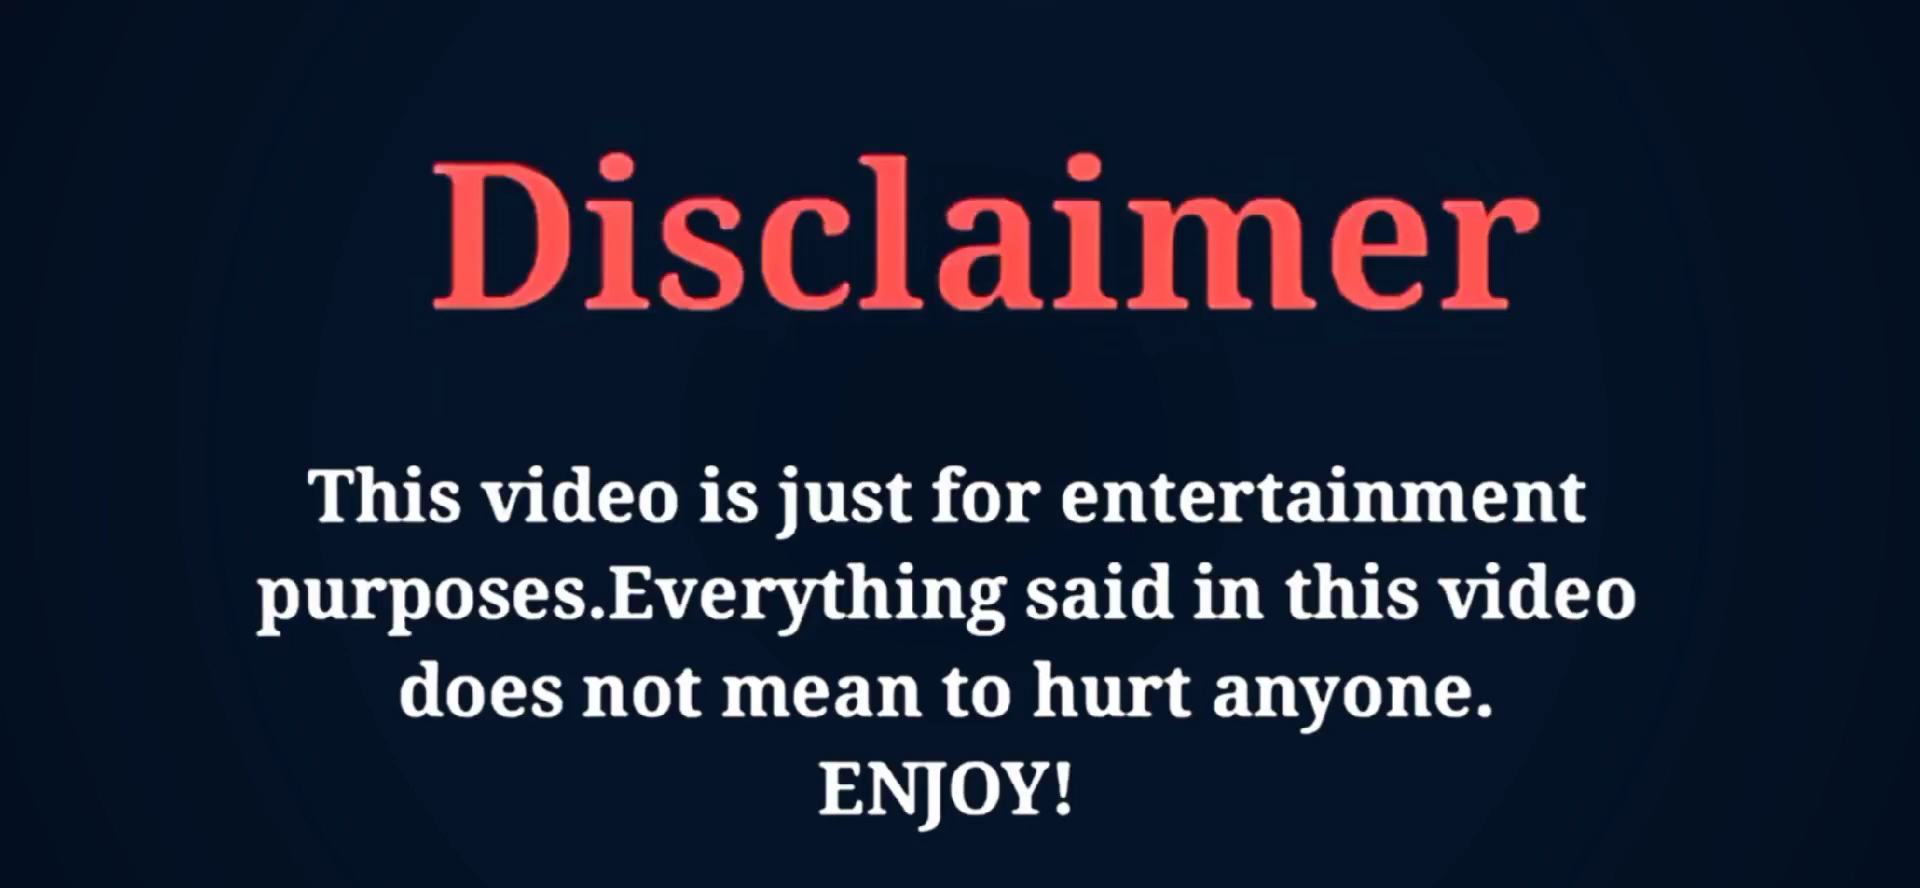 Disclaimer
This video is just for entertainment
purposes.Everything said in this video
does not mean to hurt anyone.
ENJOY!